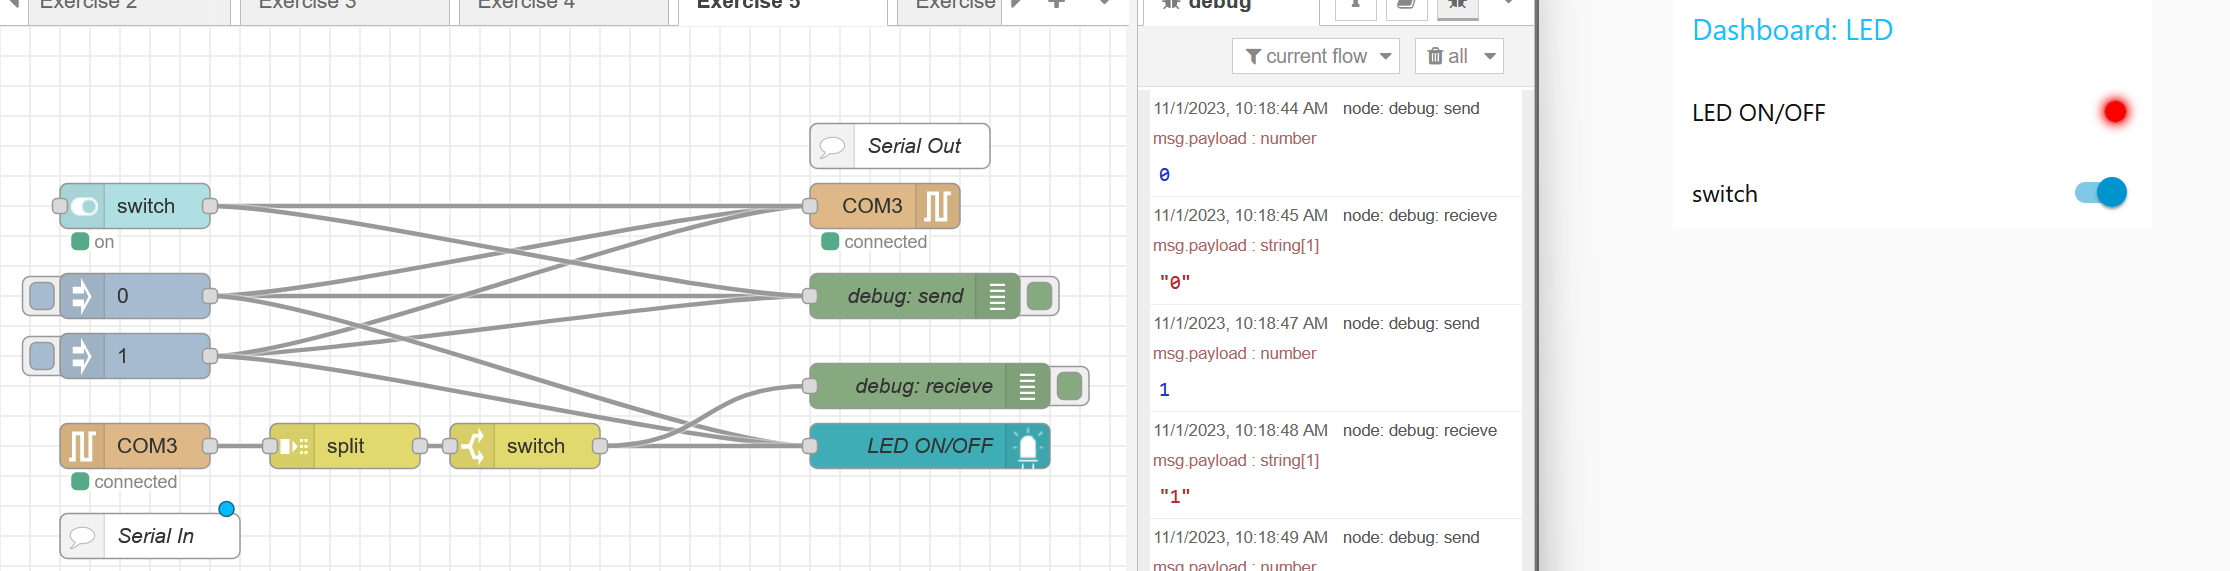 Exercise 2
Exercise 3
Exercise 4
Exercise 5
Exercise
debug
current flow
all
Serial Out
switch
on
COM3
connected
0
debug: send
1
debug: recieve
COM3
connected
split
switch
LED ON/OFF
Serial In
11/1/2023, 10:18:44 AM node: debug: send
msg.payload : number
0
11/1/2023, 10:18:45 AM node: debug: recieve
msg.payload : string[1]
"0"
11/1/2023, 10:18:47 AM node: debug: send
msg.payload : number
1
11/1/2023, 10:18:48 AM node: debug: recieve
msg.payload : string[1]
"1"
11/1/2023, 10:18:49 AM node: debug: send
msg.payload : number
Dashboard: LED
LED ON/OFF
switch